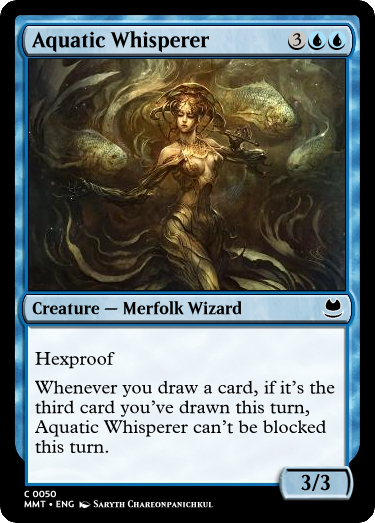 Aquatic Whisperer 3
Creature — Merfolk Wizard
Hexproof
Whenever you draw a card, if it's the
third card you've drawn this turn,
Aquatic Whisperer can't be blocked
this turn.
3/3
C 0050
MMT • ENG Saryth Chareonpanichkul